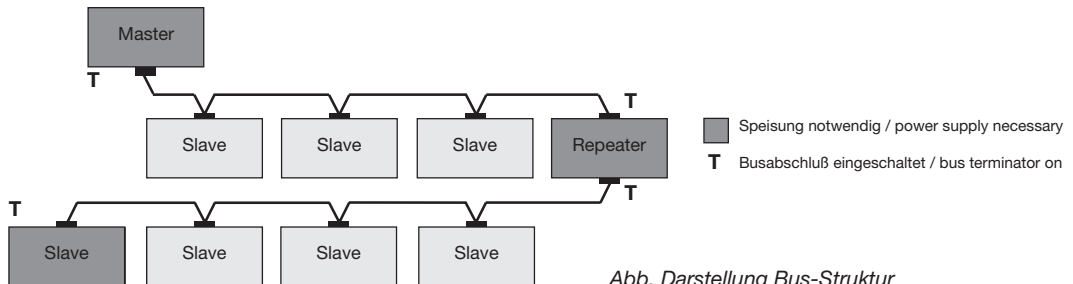 Master
T
T
Slave
Slave
Slave
Repeater
Speisung notwendig / power supply necessary
T Busabschluß eingeschaltet / bus terminator on
T
T
Slave
Slave
Slave
Slave
Abb. Darstellung Bus-Struktur